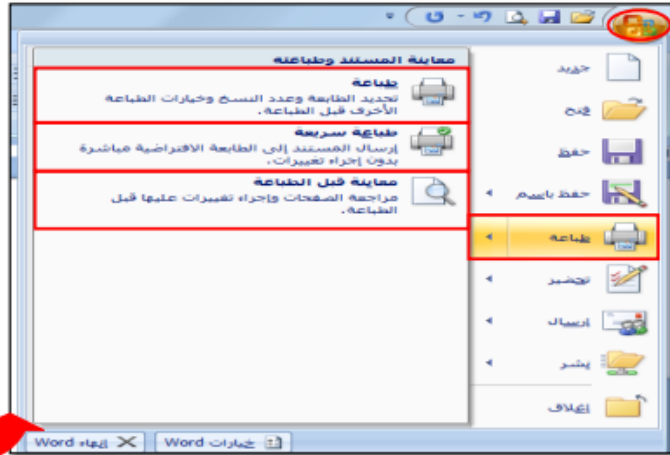 جديد
فتح
حفظ
حفظ باسم
طباعة
تحضير
إرسال
نشر
إغلاق
معاينة المستند وطباعته
طباعة
تحديد الطابعة وعدد النسخ وخيارات الطباعة
الأخرى قبل الطباعة.
طباعة سريعة
إرسال المستند إلى الطابعة الافتراضية مباشرة
بدون إجراء تغييرات.
معاينة قبل الطباعة
مراجعة الصفحات وإجراء تغييرات عليها قبل
الطباعة.
خيارات Word
إنهاء Word